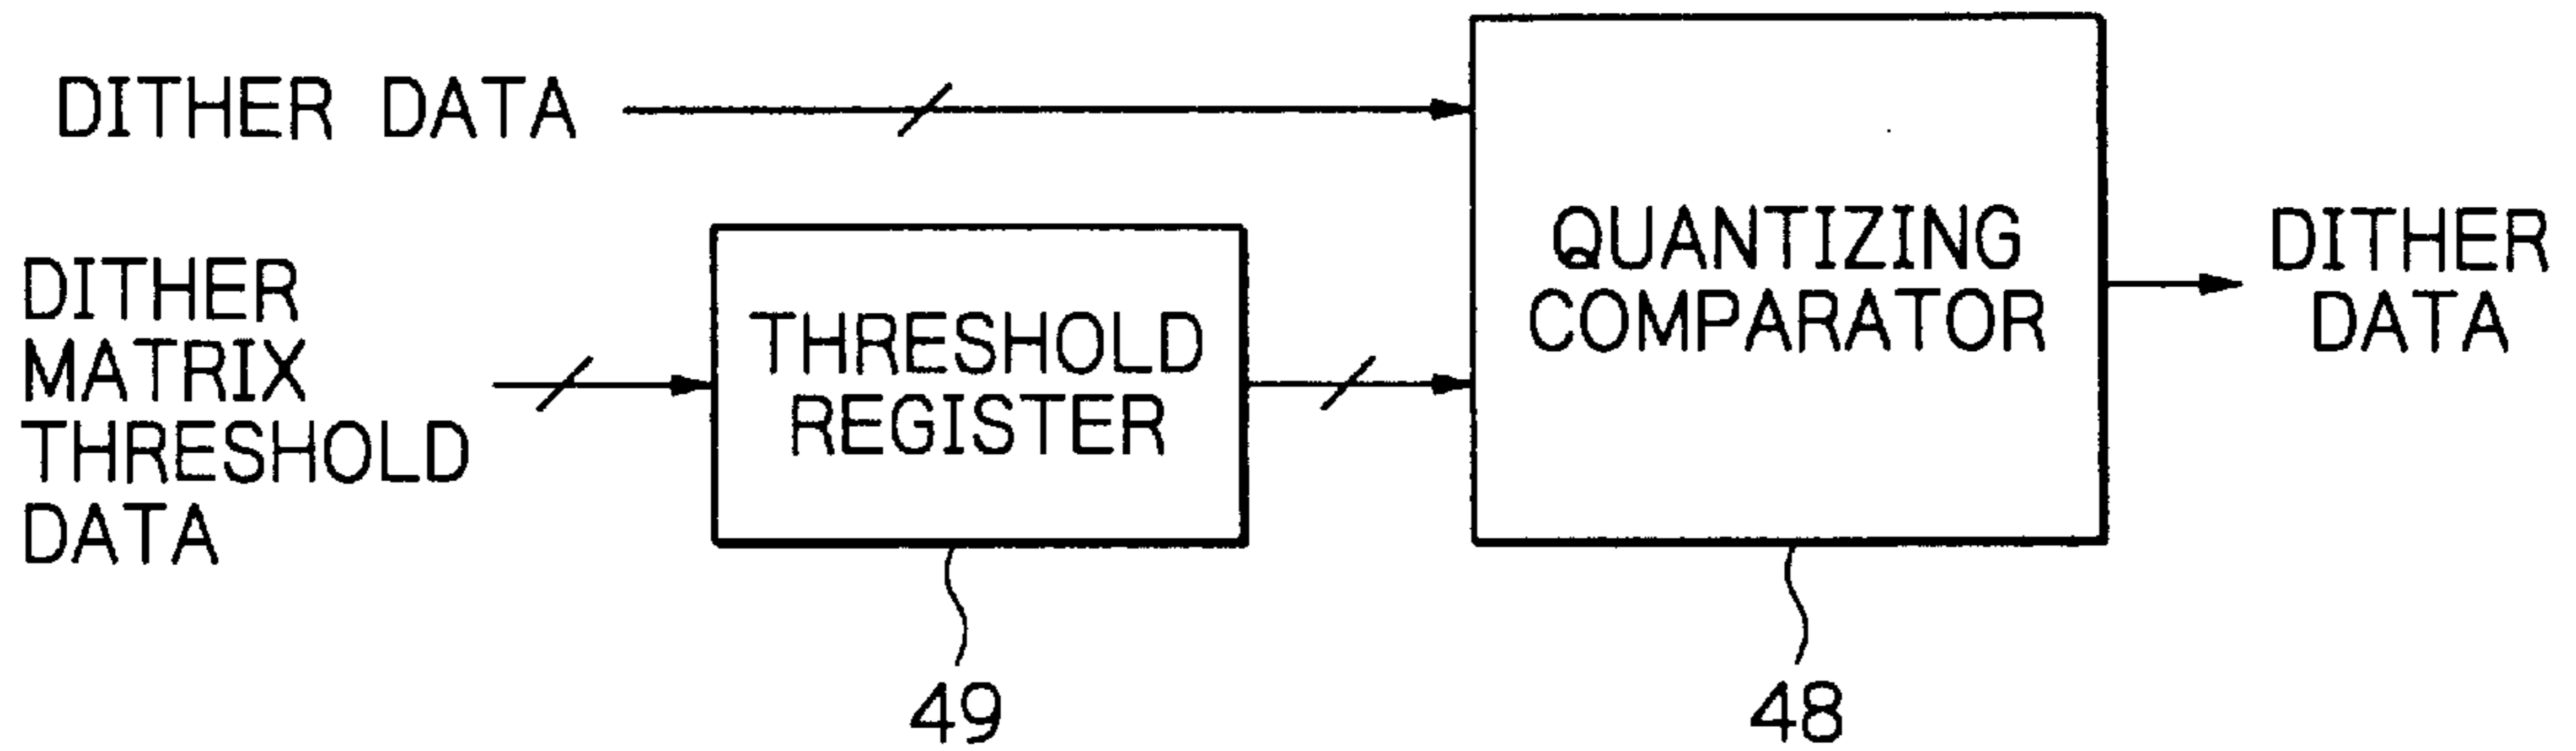 DITHER DATA
DITHER
MATRIX
THRESHOLD
DATA
THRESHOLD
REGISTER
49
QUANTIZING
COMPARATOR
48
DITHER
DATA